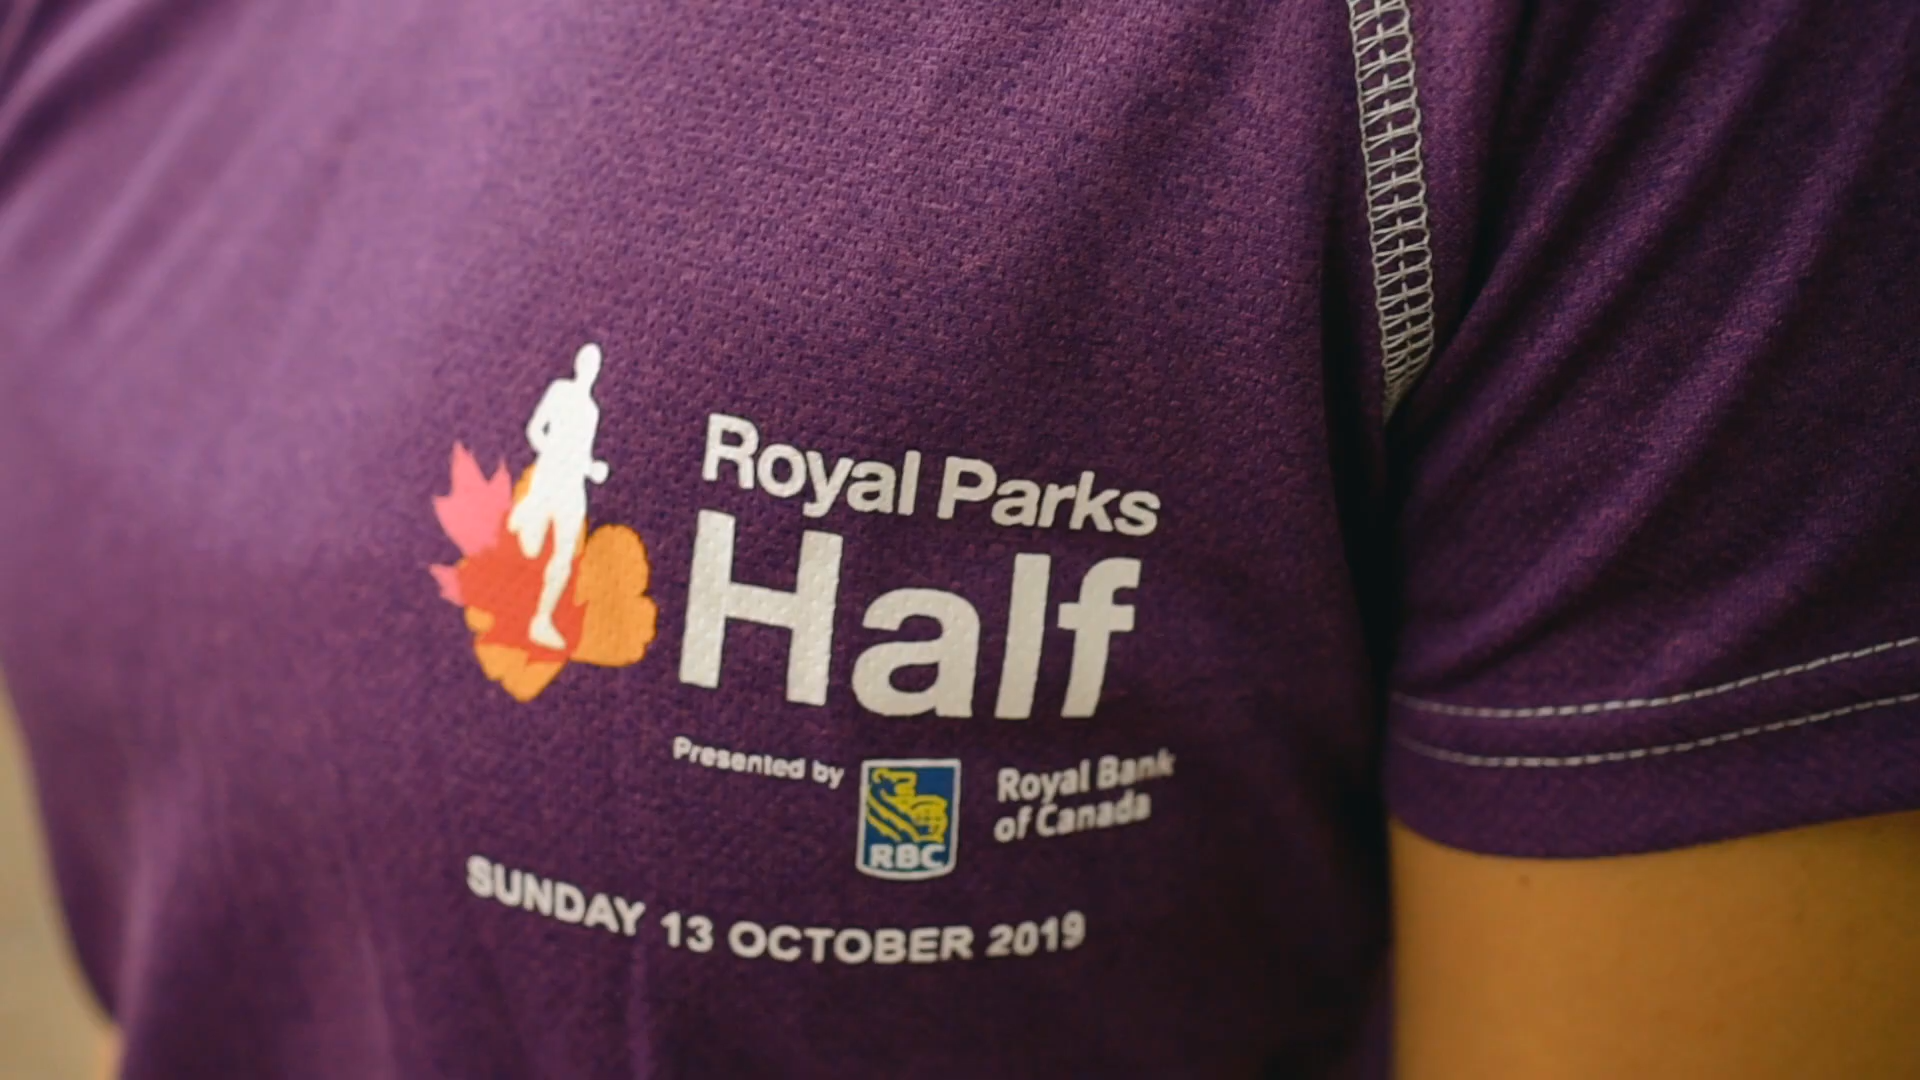 Royal Parks
Half
Presented by
RBC
Royal Bank
of Canada
SUNDAY 13 OCTOBER 2019